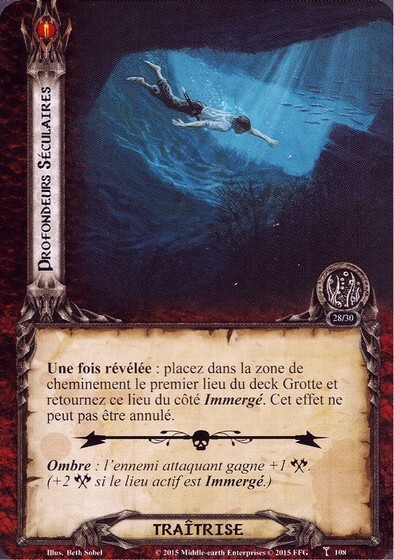 PROFONDEURS SÉCULAIRES
28/30
Une fois révélée : placez dans la zone de
cheminement le premier lieu du deck Grotte et
retournez ce lieu du côté Immergé. Cet effet ne
peut pas être annulé.
Ombre : l'ennemi attaquant gagne +1.
(+2 si le lieu actif est Immergé.)
TRAÎTRISE
Illus. Beth Sobel
© 2015 Middle-earth Enterprises © 2015 FFG
108